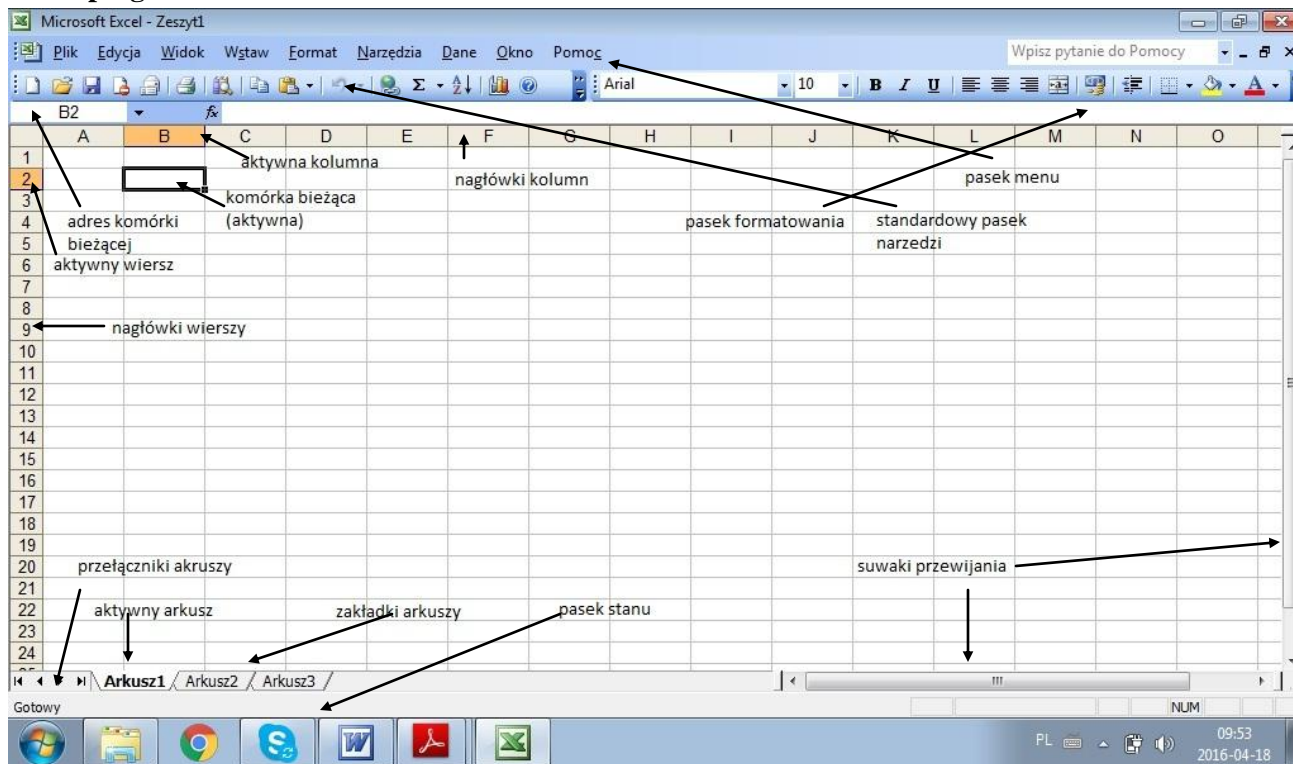 Microsoft Excel - Zeszyt1
Plik Edycja Widok Wstaw Format Narzędzia Dane Okno Pomoc Wpisz pytanie do Pomocy
Arial 10 B I U
B2 fx
A B C D E F G H I J K L M N O
1 aktywna kolumna
2 nagłówki kolumn pasek menu
3 komórka bieżąca
4 adres komórki (aktywna) pasek formatowania standardowy pasek
5 bieżącej narzedzi
6 aktywny wiersz
7
8
9 nagłówki wierszy
10
11
12
13
14
15
16
17
18
19
20 przełączniki akruszy suwaki przewijania
21
22 aktywny arkusz zakładki arkuszy pasek stanu
23
24
Arkusz1 Arkusz2 Arkusz3
Gotowy NUM
PL 09:53
2016-04-18